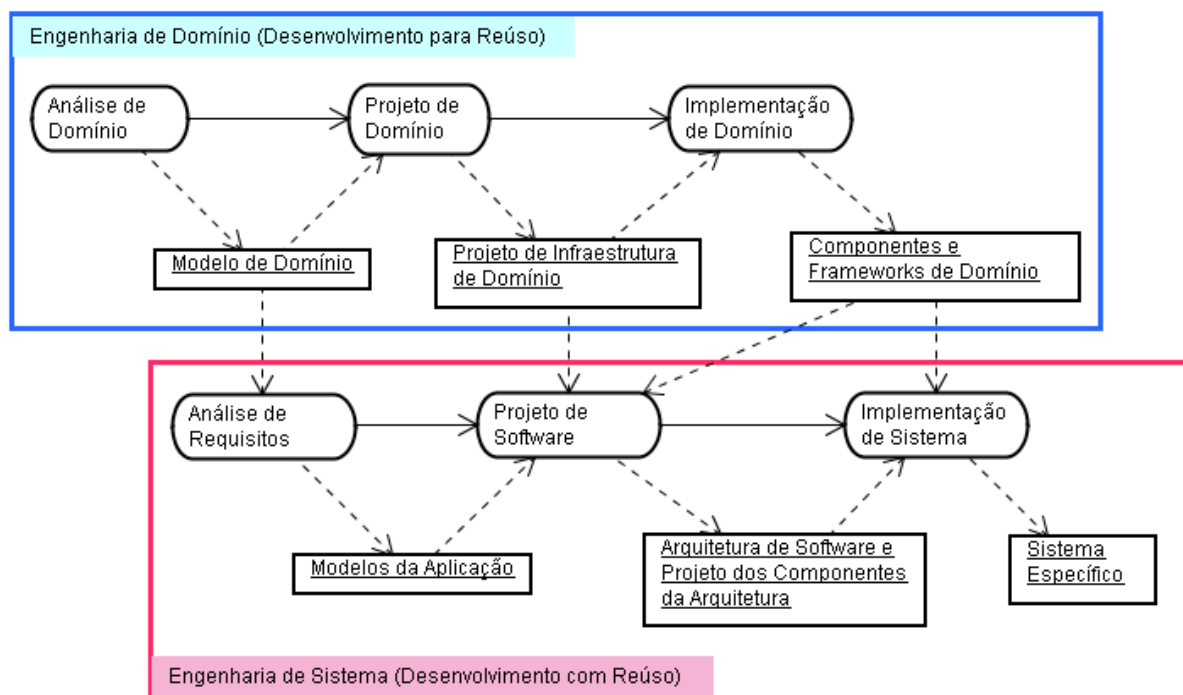 Engenharia de Domínio (Desenvolvimento para Reúso)
Análise de
Domínio
Projeto de
Domínio
Implementação
de Domínio
Modelo de Domínio
Projeto de Infraestrutura
de Domínio
Componentes e
Frameworks de Domínio
Análise de
Requisitos
Projeto de
Software
Implementação
de Sistema
Modelos da Aplicação
Arquitetura de Software e
Projeto dos Componentes
da Arquitetura
Sistema
Específico
Engenharia de Sistema (Desenvolvimento com Reúso)